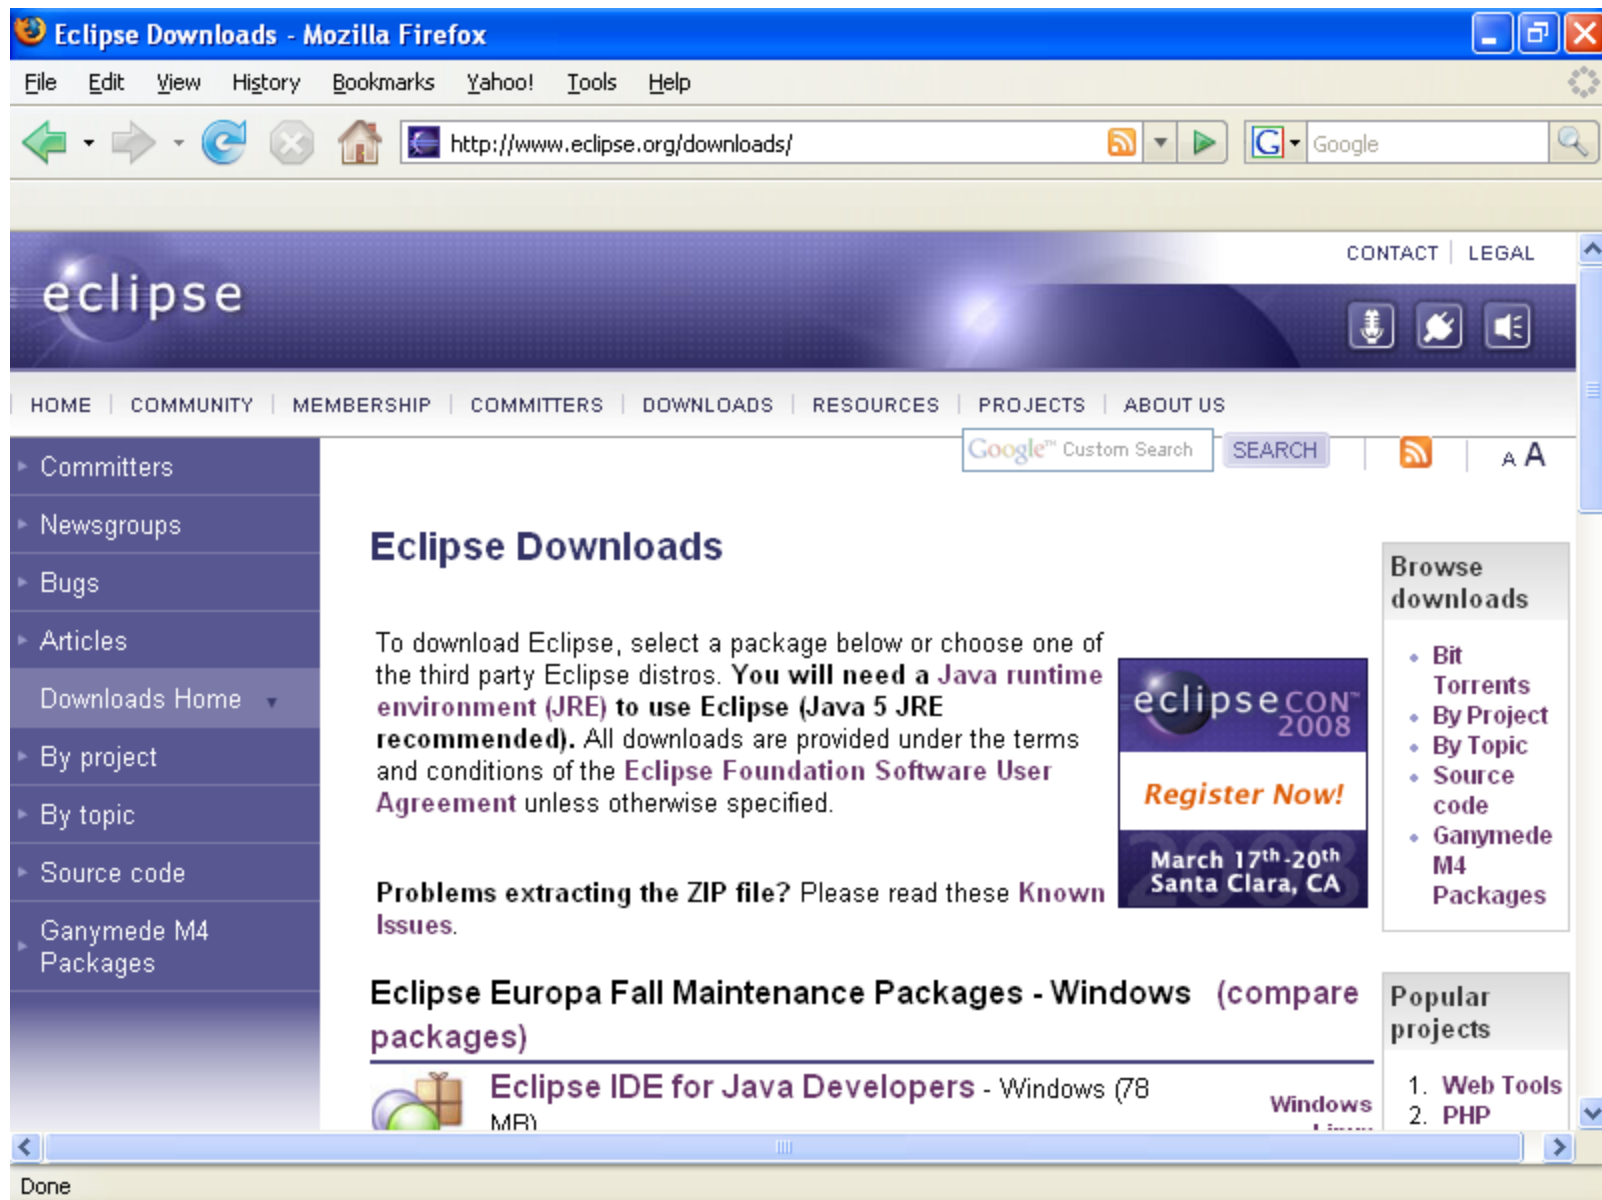 Eclipse Downloads - Mozilla Firefox
File Edit View History Bookmarks Yahoo! Tools Help
http://www.eclipse.org/downloads/
G Google
CONTACT LEGAL
eclipse
HOME COMMUNITY MEMBERSHIP COMMITTERS DOWNLOADS RESOURCES PROJECTS ABOUT US
Google™ Custom Search SEARCH A A
Committers
Newsgroups
Bugs
Articles
Downloads Home
By project
By topic
Source code
Ganymede M4
Packages
Eclipse Downloads
To download Eclipse, select a package below or choose one of
the third party Eclipse distros. You will need a Java runtime
environment (JRE) to use Eclipse (Java 5 JRE
recommended). All downloads are provided under the terms
and conditions of the Eclipse Foundation Software User
Agreement unless otherwise specified.
Problems extracting the ZIP file? Please read these Known
Issues.
eclipse CON™
2008
Register Now!
2008
March 17th-20th
Santa Clara, CA
Eclipse Europa Fall Maintenance Packages - Windows (compare
packages)
Eclipse IDE for Java Developers - Windows (78
MB)
Windows
Linux
Browse
downloads
Bit
Torrents
By Project
By Topic
Source
code
Ganymede
M4
Packages
Popular
projects
1. Web Tools
2. PHP
Done